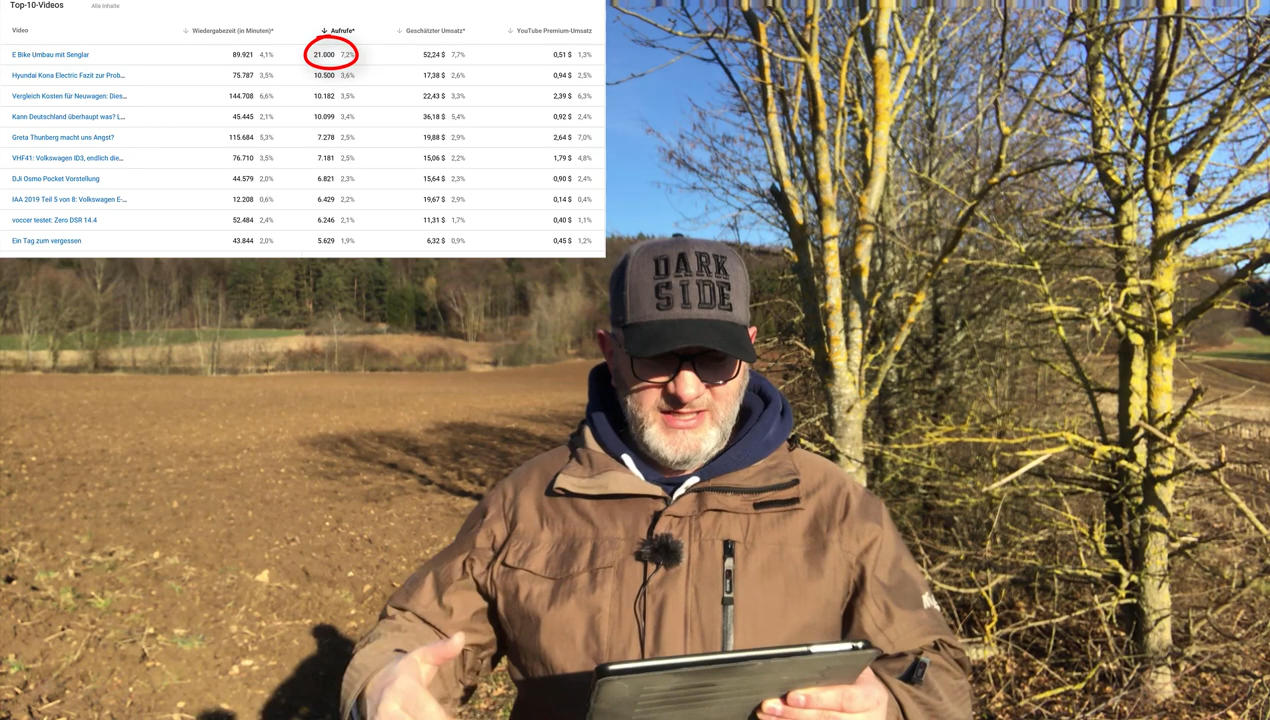 Top-10-Videos Alle Inhalte
Video Wiedergabezeit (in Minuten)* Aufrufe* Geschätzter Umsatz* YouTube Premium-Umsatz
E Bike Umbau mit Senglar 89.921 4,1% 21.000 7,2% 52,24 $ 7,7% 0,51 $ 1,3%
Hyundai Kona Electric Fazit zur Prob... 75.787 3,5% 10.500 3,6% 17,38 $ 2,6% 0,94 $ 2,5%
Vergleich Kosten für Neuwagen: Dies... 144.708 6,6% 10.182 3,5% 22,43 $ 3,3% 2,39 $ 6,3%
Kann Deutschland überhaupt was? L... 45.445 2,1% 10.099 3,4% 36,18 $ 5,4% 0,92 $ 2,4%
Greta Thunberg macht uns Angst? 115.684 5,3% 7.278 2,5% 19,88 $ 2,9% 2,64 $ 7,0%
VHF41: Volkswagen ID3, endlich die... 76.710 3,5% 7.181 2,5% 15,06 $ 2,2% 1,79 $ 4,8%
DJi Osmo Pocket Vorstellung 44.579 2,0% 6.821 2,3% 15,64 $ 2,3% 0,90 $ 2,4%
IAA 2019 Teil 5 von 8: Volkswagen E-... 12.208 0,6% 6.429 2,2% 19,67 $ 2,9% 0,14 $ 0,4%
voccer testet: Zero DSR 14.4 52.484 2,4% 6.246 2,1% 11,31 $ 1,7% 0,40 $ 1,1%
Ein Tag zum vergessen 43.844 2,0% 5.629 1,9% 6,32 $ 0,9% 0,45 $ 1,2%
DARK
SIDE